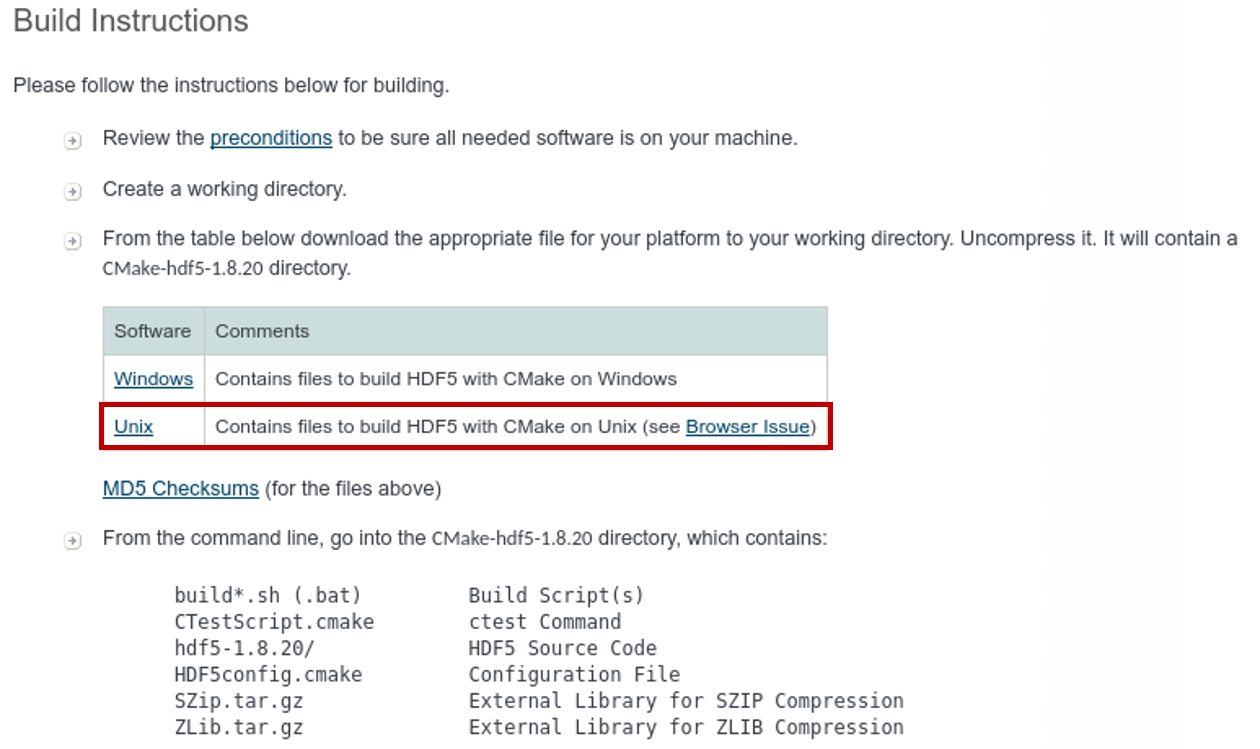 Build Instructions
Please follow the instructions below for building.
Review the preconditions to be sure all needed software is on your machine.
Create a working directory.
From the table below download the appropriate file for your platform to your working directory. Uncompress it. It will contain a
CMake-hdf5-1.8.20 directory.
Software Comments
Windows Contains files to build HDF5 with CMake on Windows
Unix Contains files to build HDF5 with CMake on Unix (see Browser Issue)
MD5 Checksums (for the files above)
From the command line, go into the CMake-hdf5-1.8.20 directory, which contains:
build*.sh (.bat) Build Script(s)
CTestScript.cmake ctest Command
hdf5-1.8.20/ HDF5 Source Code
HDF5config.cmake Configuration File
SZip.tar.gz External Library for SZIP Compression
ZLib.tar.gz External Library for ZLIB Compression